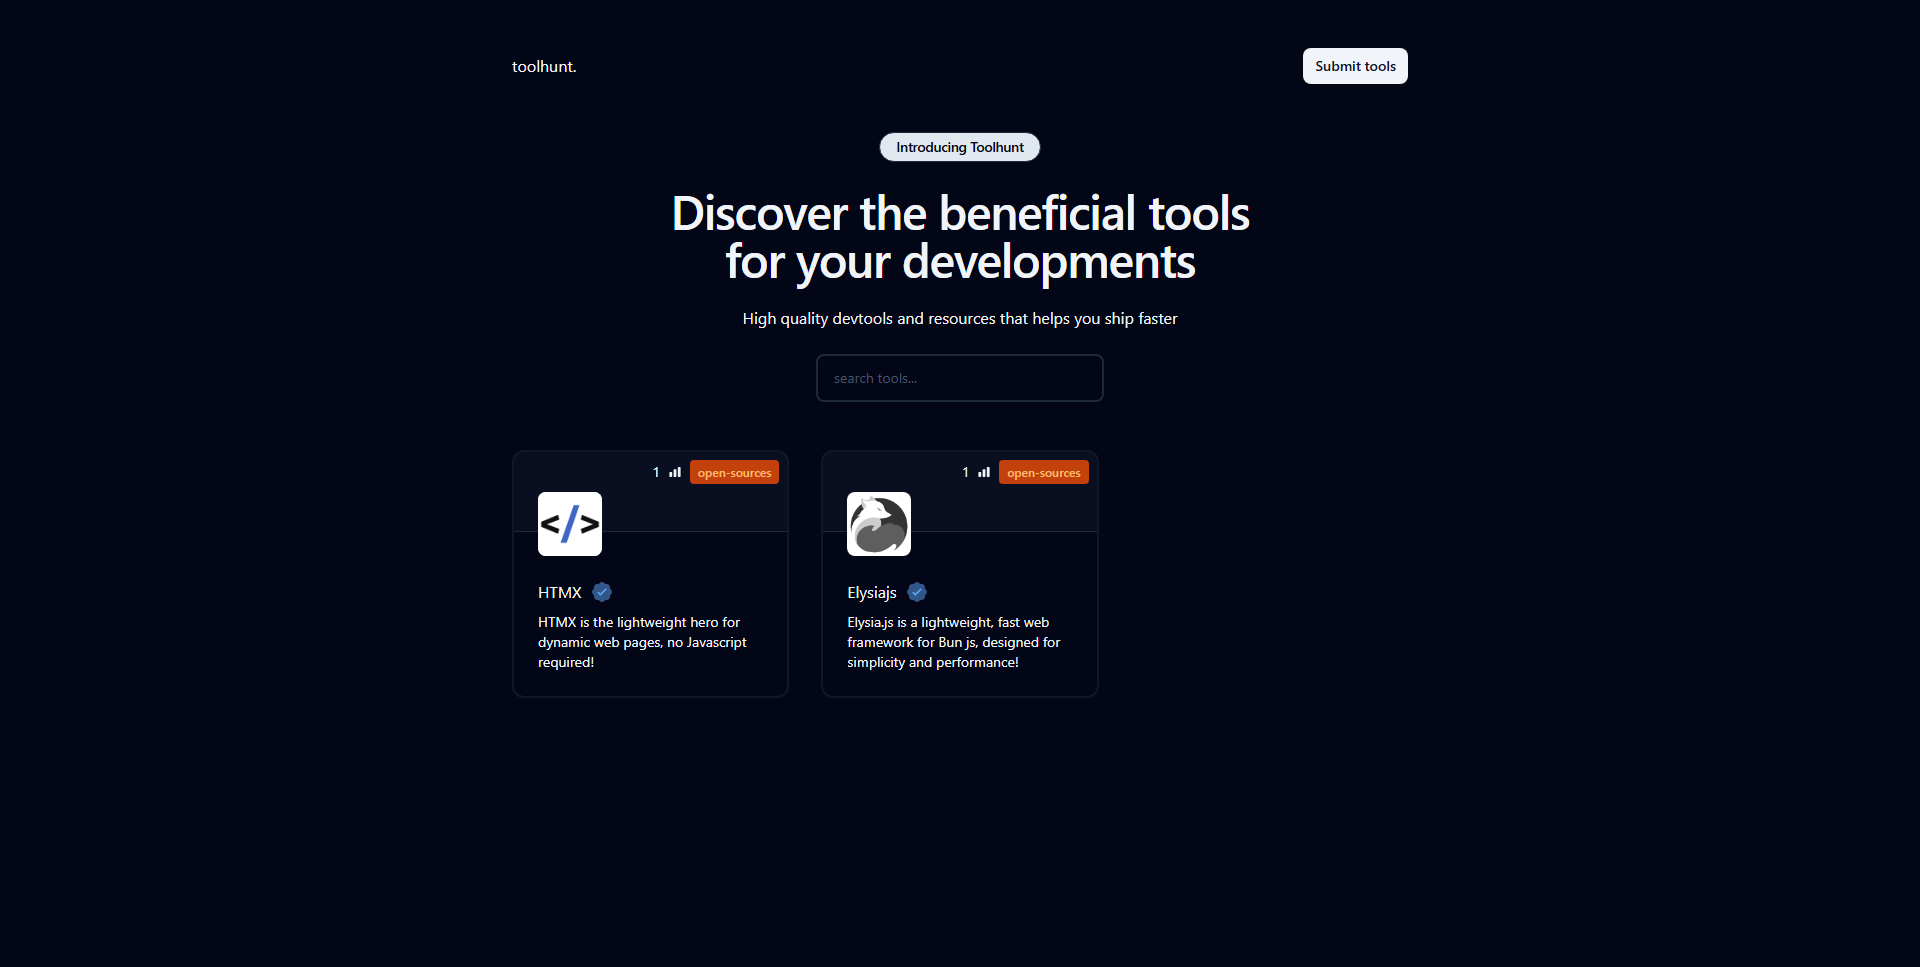 toolhunt.
Submit tools
Introducing Toolhunt
Discover the beneficial tools
for your developments
High quality devtools and resources that helps you ship faster
search tools...
1
open-sources
</>
HTMX
HTMX is the lightweight hero for
dynamic web pages, no Javascript
required!
1
open-sources
Elysiajs
Elysia.js is a lightweight, fast web
framework for Bun js, designed for
simplicity and performance!